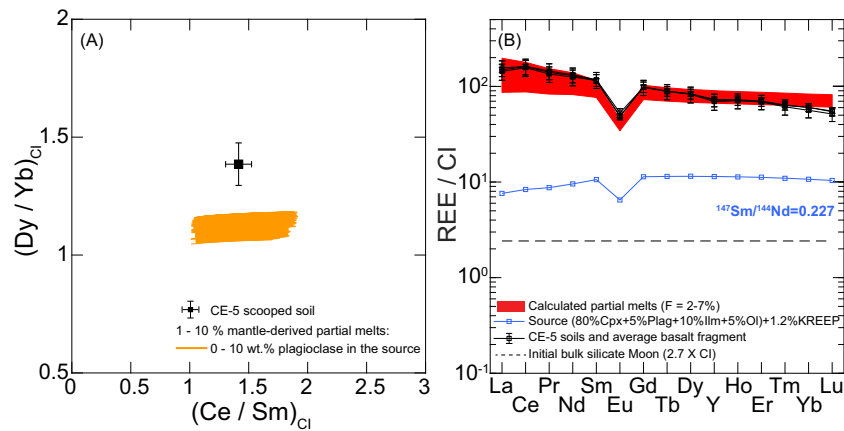 (A)
2
1.5
1
0.5
(Dy / Yb)CI
CE-5 scooped soil
1 - 10 % mantle-derived partial melts:
0 - 10 wt.% plagioclase in the source
0 0.5 1 1.5 2 2.5 3
(Ce / Sm)CI
(B)
10²
10¹
10⁰
10⁻¹
REE / CI
¹⁴⁷Sm/¹⁴⁴Nd=0.227
Calculated partial melts (F = 2-7%)
Source (80%Cpx+5%Plag+10%Ilm+5%Ol)+1.2%KREEP
CE-5 soils and average basalt fragment
Initial bulk silicate Moon (2.7 X CI)
La Pr Sm Gd Dy Ho Tm Lu
Ce Nd Eu Tb Y Er Yb